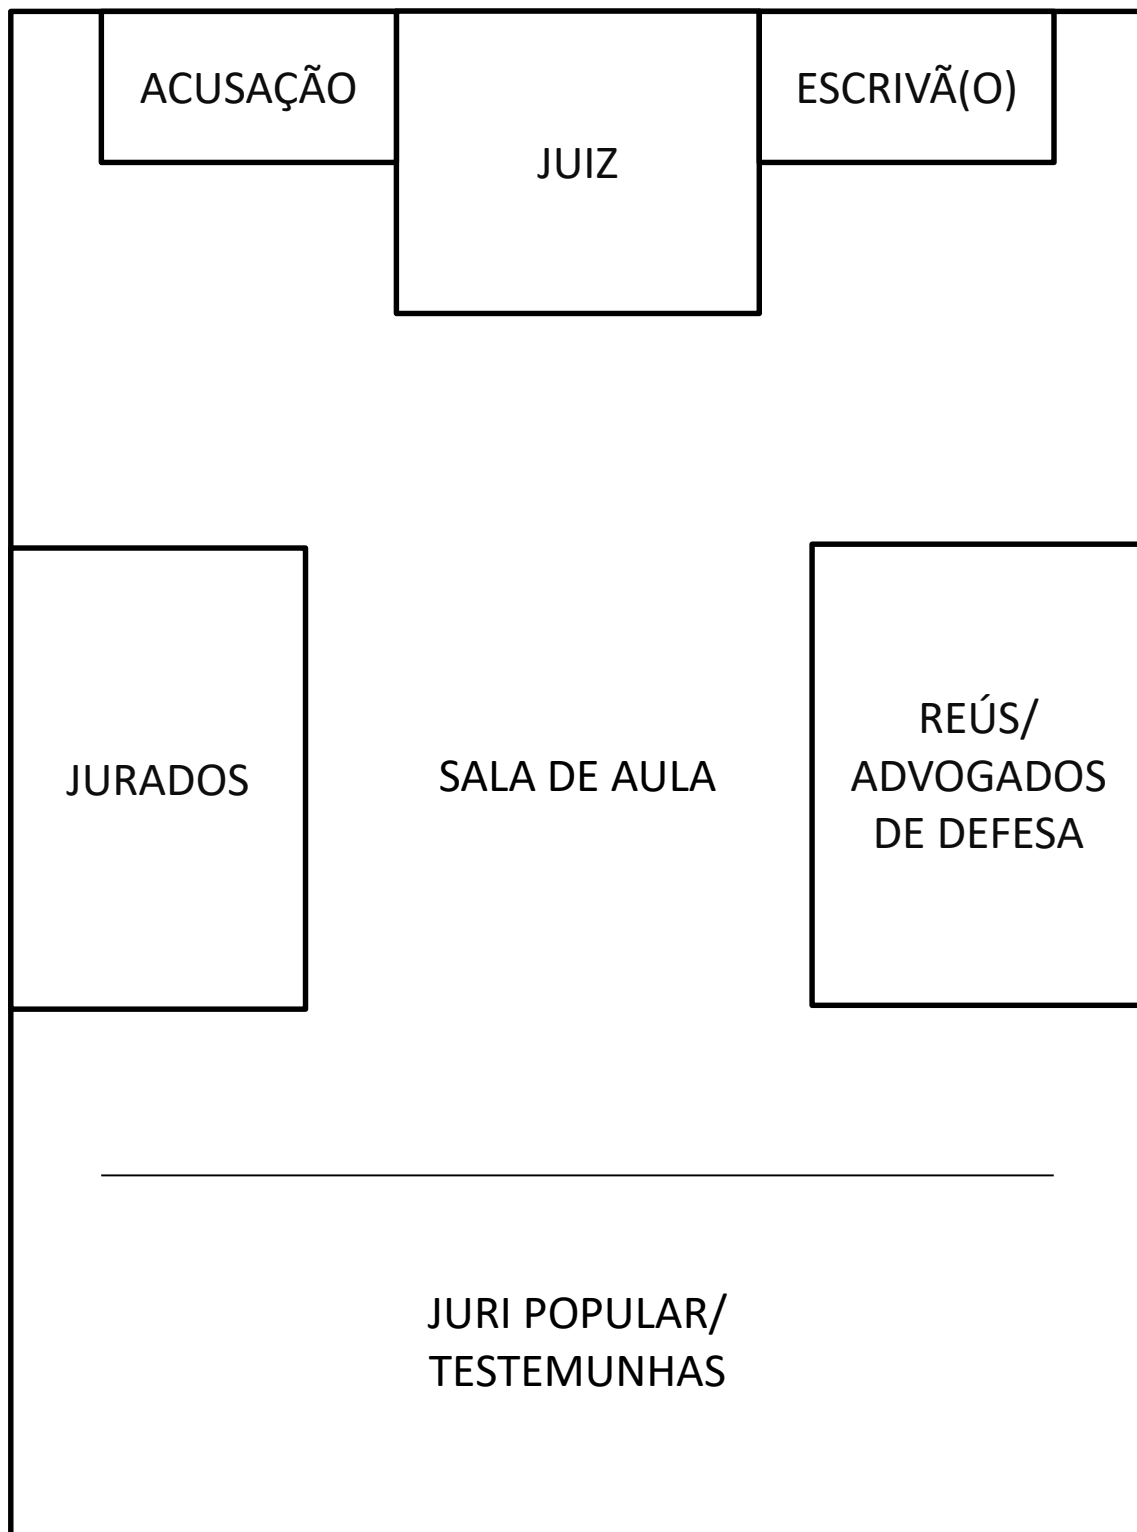 ACUSAÇÃO
JUIZ
ESCRIVÃ(O)
JURADOS
SALA DE AULA
REÚS/
ADVOGADOS
DE DEFESA
JURI POPULAR/
TESTEMUNHAS